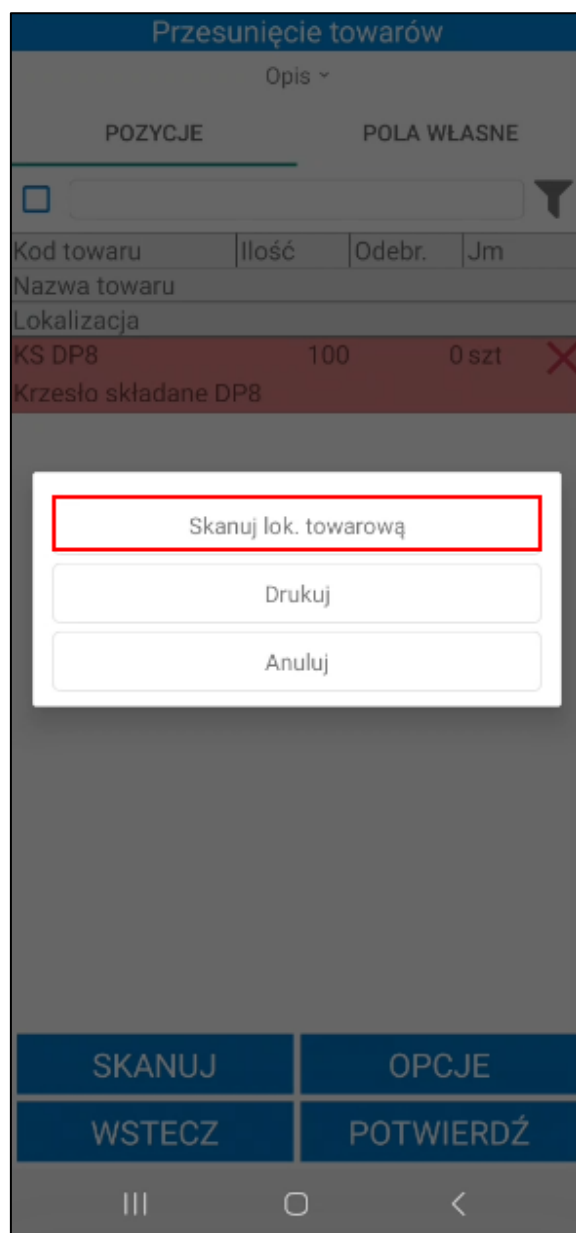 Przesunięcie towarów
Opis
POZYCJE POLA WŁASNE
Kod towaru Ilość Odebr. Jm
Nazwa towaru
Lokalizacja
KS DP8 100 0 szt
Krzesło składane DP8
Skanuj lok. towarową
Drukuj
Anuluj
SKANUJ OPCJE
WSTECZ POTWIERDŹ